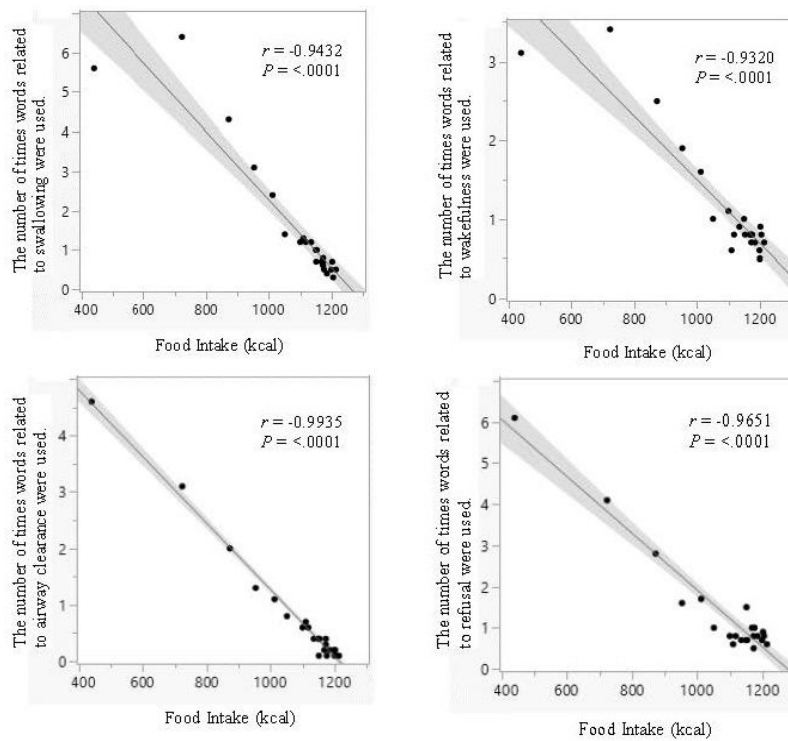 The number of times words related
to swallowing were used.
6
5
4
3
2
1
0
r = -0.9432
P = <.0001
400 600 800 1000 1200
Food Intake (kcal)
The number of times words related
to wakefulness were used.
3
2
1
0
r = -0.9320
P = <.0001
400 600 800 1000 1200
Food Intake (kcal)
The number of times words related
to airway clearance were used.
4
3
2
1
0
r = -0.9935
P = <.0001
400 600 800 1000 1200
Food Intake (kcal)
The number of times words related
to refusal were used.
6
5
4
3
2
1
0
r = -0.9651
P = <.0001
400 600 800 1000 1200
Food Intake (kcal)